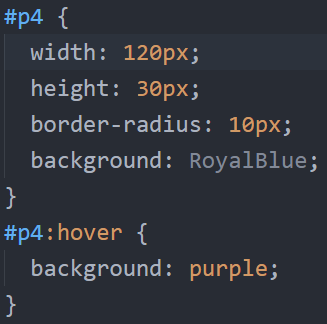 #p4 {
  width: 120px;
  height: 30px;
  border-radius: 10px;
  background: RoyalBlue;
}
#p4:hover {
  background: purple;
}